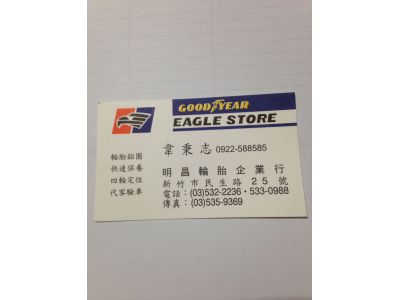 GOODYEAR
EAGLE STORE
韋秉志 0922-588585
輪胎鋁圈
快速保養
四輪定位
代客驗車
明昌輪胎企業行
新竹市民生路25號
電話：(03)532-2236・533-0988
傳真：(03)535-9369